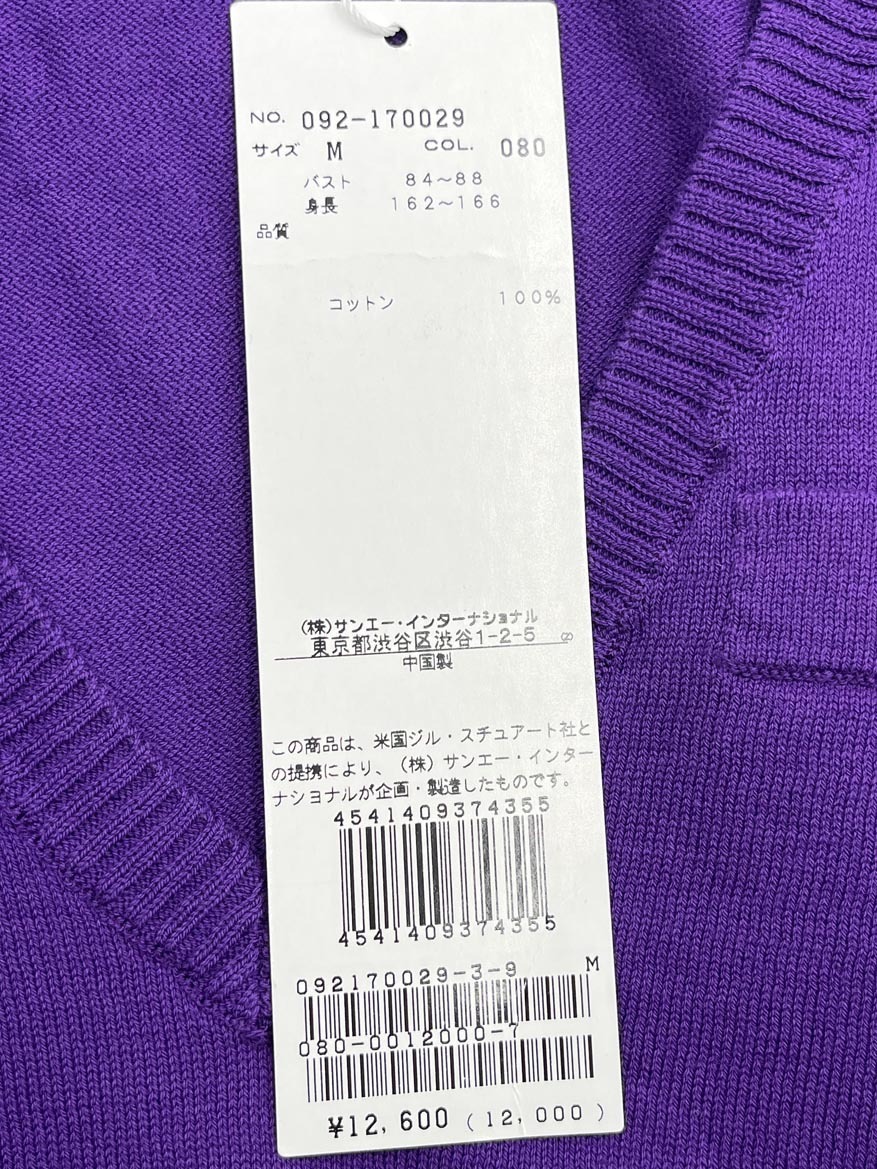 NO. 092-170029
サイズ M COL. 080
バスト 84～88
身長 162～166
品質
コットン 100%
(株)サンエー・インターナショナル
東京都渋谷区渋谷1-2-5
中国製
この商品は、米国ジル・スチュアート社と
の提携により、(株)サンエー・インター
ナショナルが企画・製造したものです。
4541409374355
4541409374355
092170029-3-9 M
080-0012000-7
¥12,600 (12,000)